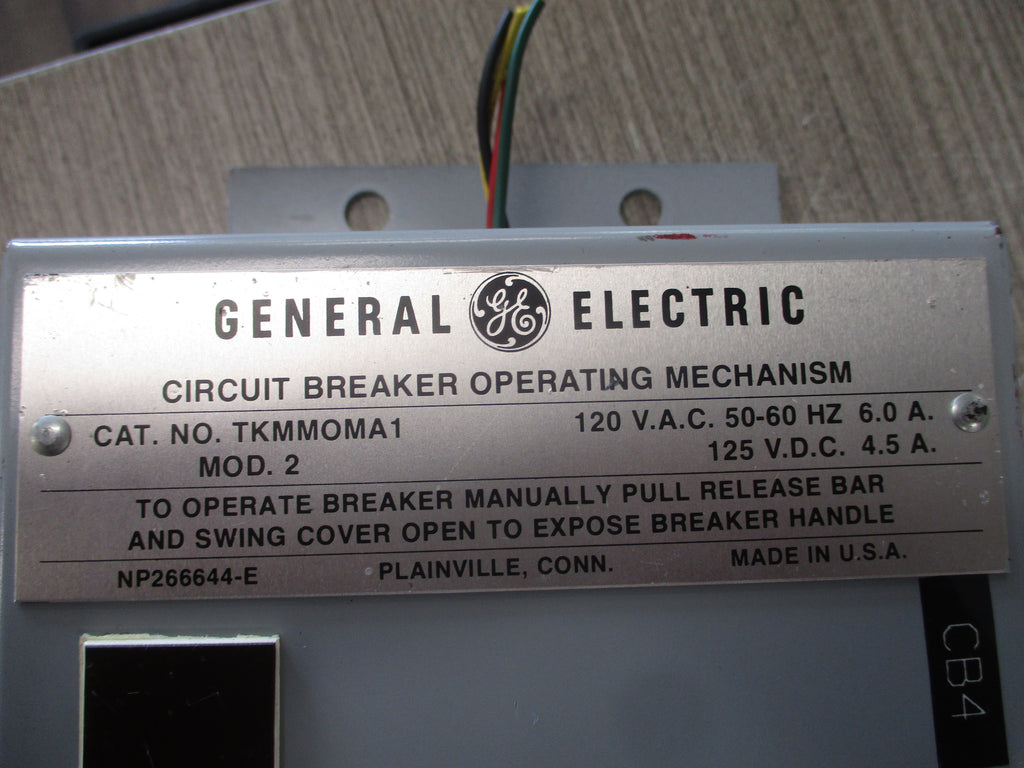 GENERAL GE ELECTRIC
CIRCUIT BREAKER OPERATING MECHANISM
CAT. NO. TKMMOMA1 120 V.A.C. 50-60 HZ 6.0 A.
MOD. 2 125 V.D.C. 4.5 A.
TO OPERATE BREAKER MANUALLY PULL RELEASE BAR
AND SWING COVER OPEN TO EXPOSE BREAKER HANDLE
NP266644-E PLAINVILLE, CONN. MADE IN U.S.A.
CB4